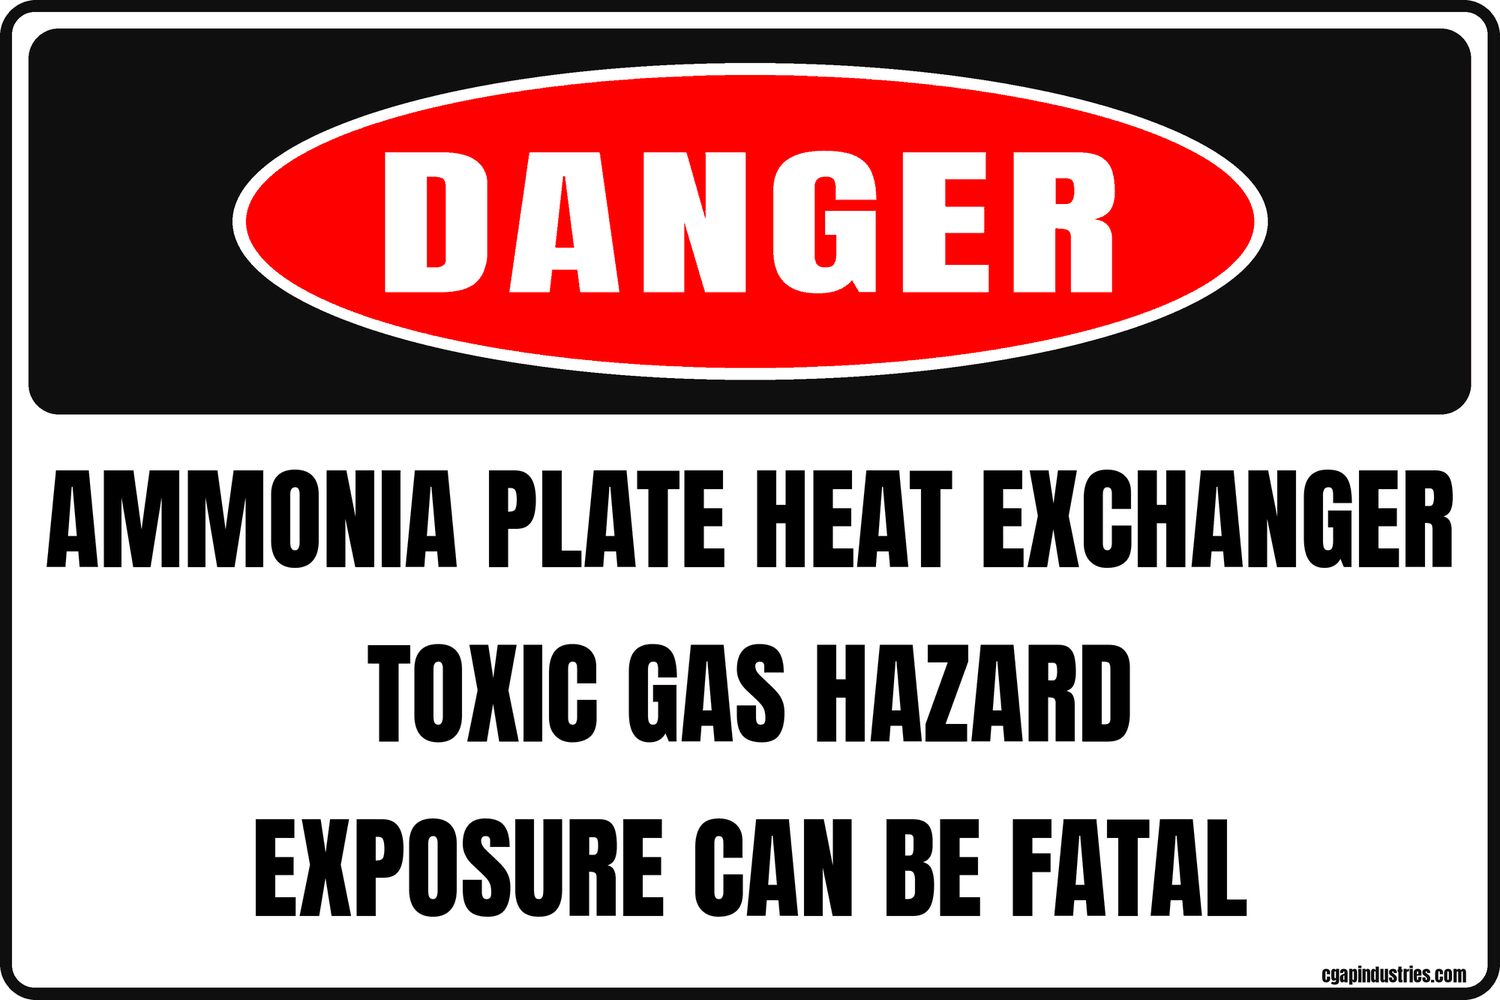 DANGER
AMMONIA PLATE HEAT EXCHANGER
TOXIC GAS HAZARD
EXPOSURE CAN BE FATAL
cgapindustries.com